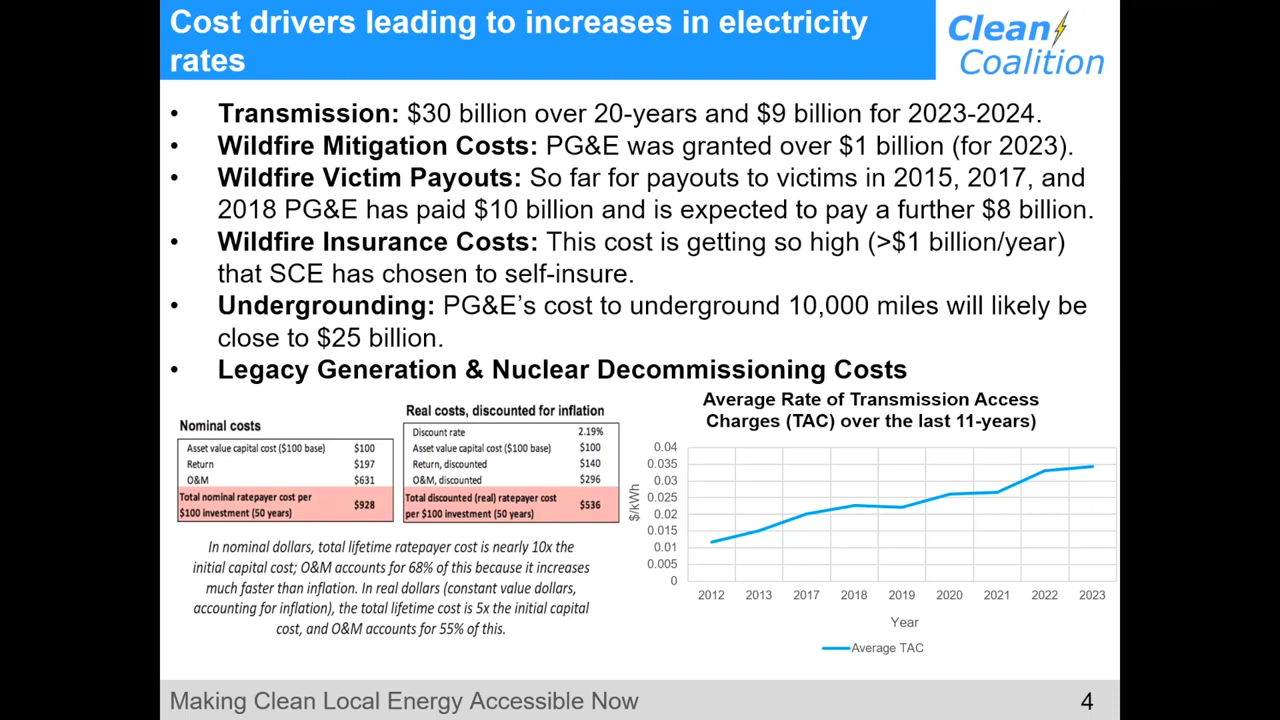 Cost drivers leading to increases in electricity
rates
Clean
Coalition
• Transmission: $30 billion over 20-years and $9 billion for 2023-2024.
• Wildfire Mitigation Costs: PG&E was granted over $1 billion (for 2023).
• Wildfire Victim Payouts: So far for payouts to victims in 2015, 2017, and
2018 PG&E has paid $10 billion and is expected to pay a further $8 billion.
• Wildfire Insurance Costs: This cost is getting so high (>$1 billion/year)
that SCE has chosen to self-insure.
• Undergrounding: PG&E’s cost to underground 10,000 miles will likely be
close to $25 billion.
• Legacy Generation & Nuclear Decommissioning Costs
Nominal costs
Asset value capital cost ($100 base) $100
Return $197
O&M $631
Total nominal ratepayer cost per
$100 investment (50 years) $928
Real costs, discounted for inflation
Discount rate 2.19%
Asset value capital cost ($100 base) $100
Return, discounted $140
O&M, discounted $296
Total discounted (real) ratepayer cost
per $100 investment (50 years) $536
In nominal dollars, total lifetime ratepayer cost is nearly 10x the
initial capital cost; O&M accounts for 68% of this because it increases
much faster than inflation. In real dollars (constant value dollars,
accounting for inflation), the total lifetime cost is 5x the initial capital
cost, and O&M accounts for 55% of this.
Average Rate of Transmission Access
Charges (TAC) over the last 11-years)
$/kWh
0.04
0.035
0.03
0.025
0.02
0.015
0.01
0.005
0
2012 2013 2017 2018 2019 2020 2021 2022 2023
Year
Average TAC
Making Clean Local Energy Accessible Now
4